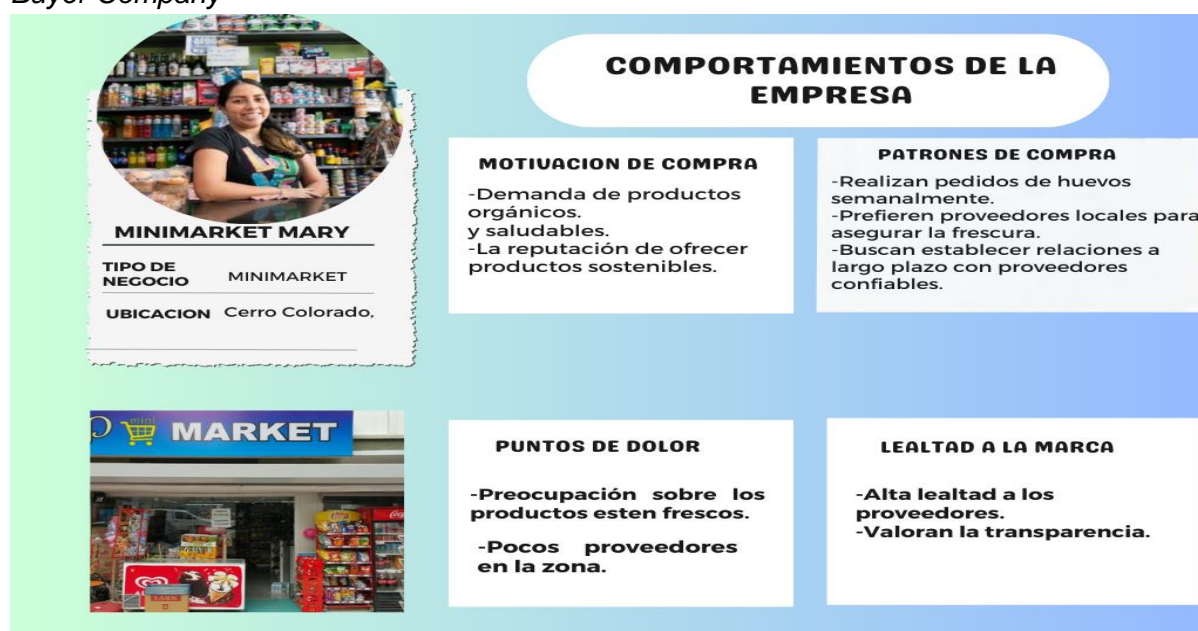 Buyer Company
MINIMARKET MARY
TIPO DE
NEGOCIO
MINIMARKET
UBICACION
Cerro Colorado,
mini
MARKET
COMPORTAMIENTOS DE LA
EMPRESA
MOTIVACION DE COMPRA
-Demanda de productos
orgánicos.
y saludables.
-La reputación de ofrecer
productos sostenibles.
PATRONES DE COMPRA
-Realizan pedidos de huevos
semanalmente.
-Prefieren proveedores locales para
asegurar la frescura.
-Buscan establecer relaciones a
largo plazo con proveedores
confiables.
PUNTOS DE DOLOR
-Preocupación sobre los
productos esten frescos.
-Pocos proveedores
en la zona.
LEALTAD A LA MARCA
-Alta lealtad a los
proveedores.
-Valoran la transparencia.